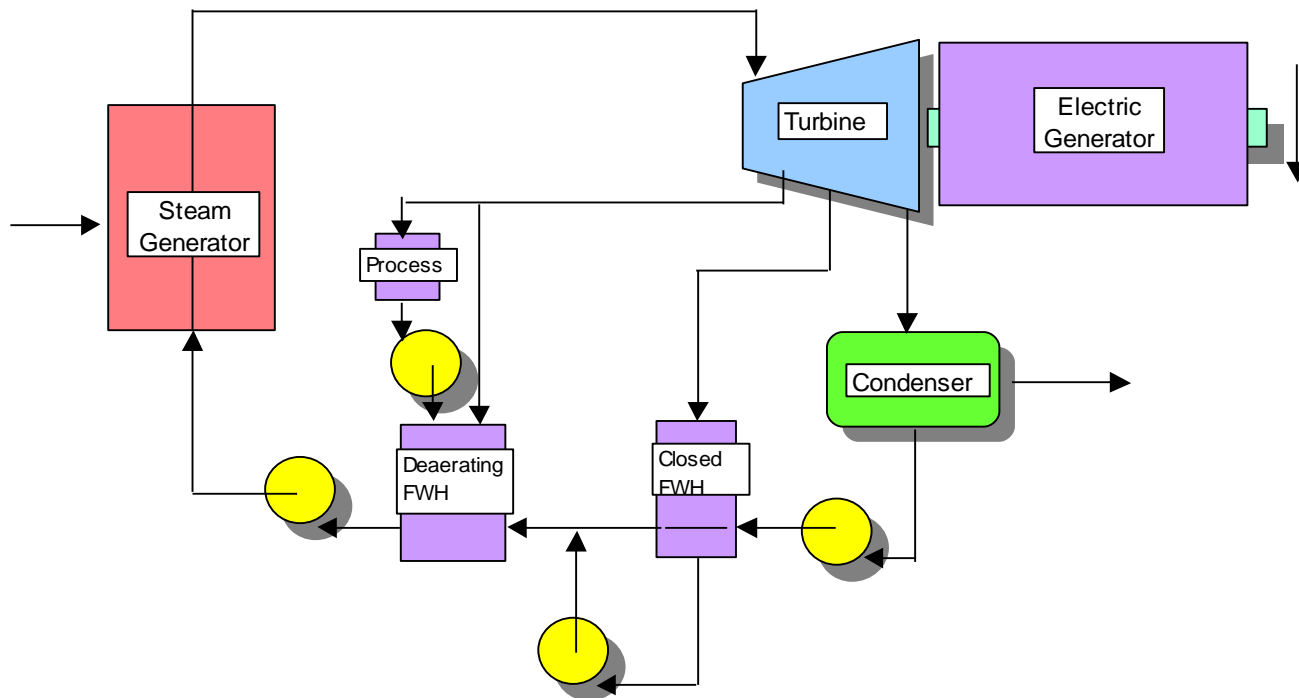 Turbine
Electric
Generator
Steam
Generator
Process
Condenser
Deaerating
FWH
Closed
FWH